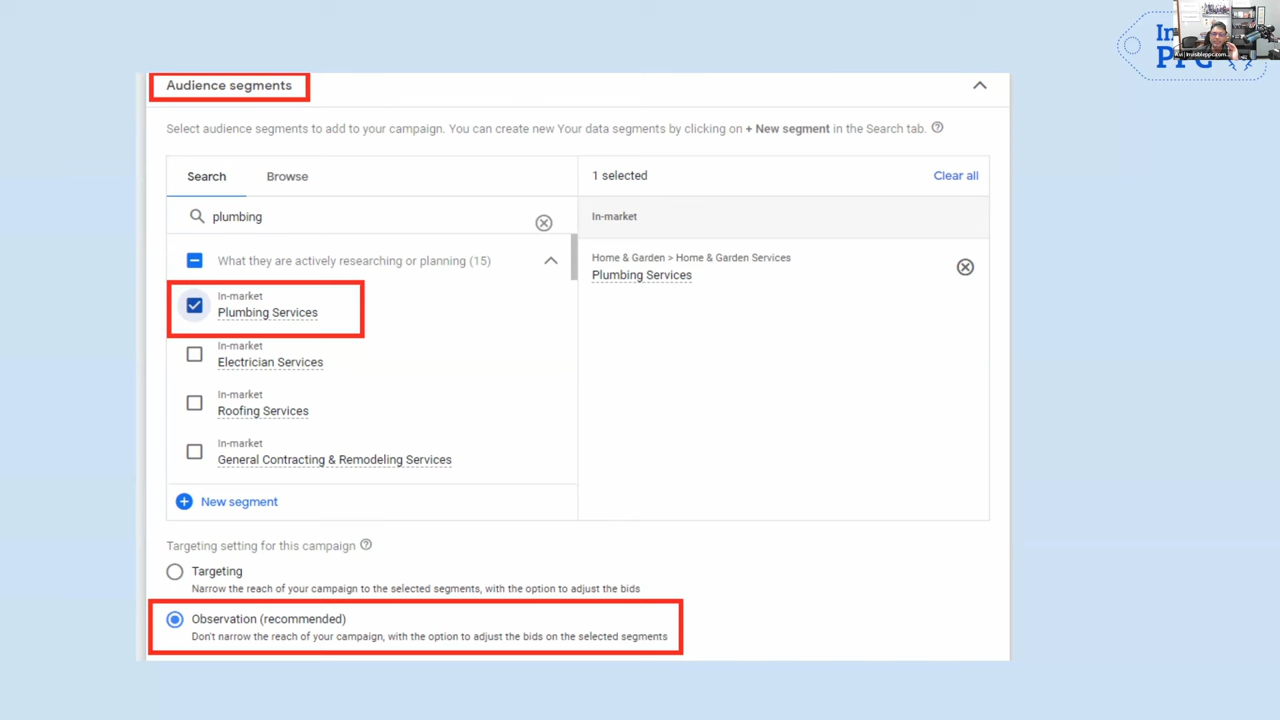 Audience segments
Select audience segments to add to your campaign. You can create new Your data segments by clicking on + New segment in the Search tab.
Search Browse
1 selected Clear all
plumbing
In-market
What they are actively researching or planning (15)
Home & Garden > Home & Garden Services
Plumbing Services
In-market
Plumbing Services
In-market
Electrician Services
In-market
Roofing Services
In-market
General Contracting & Remodeling Services
New segment
Targeting setting for this campaign
Targeting
Narrow the reach of your campaign to the selected segments, with the option to adjust the bids
Observation (recommended)
Don't narrow the reach of your campaign, with the option to adjust the bids on the selected segments